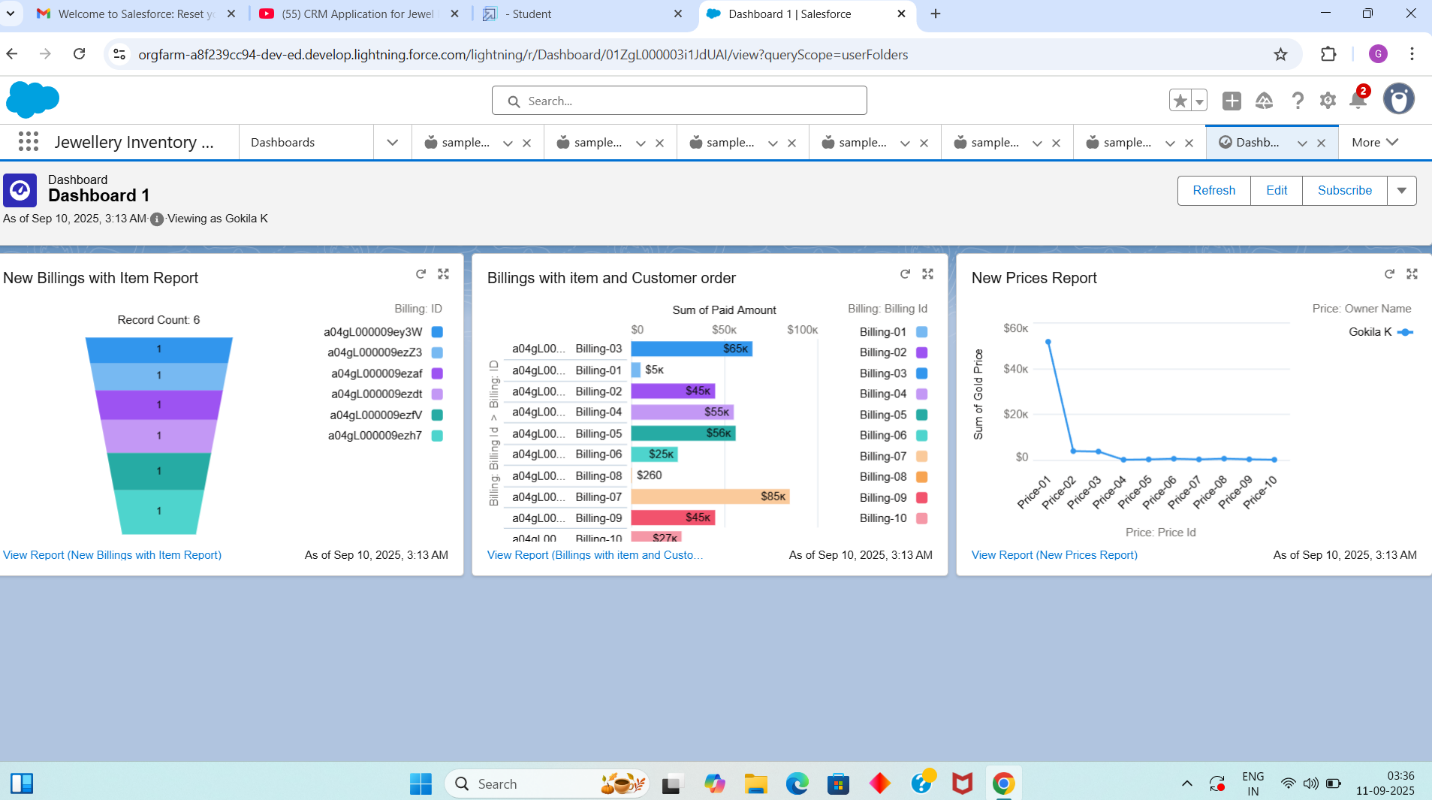 Welcome to Salesforce: Reset y
(55) CRM Application for Jewel
- Student
Dashboard 1 | Salesforce
orgfarm-a8f239cc94-dev-ed.develop.lightning.force.com/lightning/r/Dashboard/01ZgL000003i1JdUAI/view?queryScope=userFolders
G
Search...
2
Jewellery Inventory ...
Dashboards
sample...
sample...
sample...
sample...
sample...
sample...
Dashb...
More
Dashboard
Dashboard 1
As of Sep 10, 2025, 3:13 AM·Viewing as Gokila K
Refresh
Edit
Subscribe
New Billings with Item Report
Record Count: 6
1
1
1
1
1
1
Billing: ID
a04gL000009ey3W
a04gL000009ezZ3
a04gL000009ezaf
a04gL000009ezdt
a04gL000009ezfV
a04gL000009ezh7
View Report (New Billings with Item Report)
As of Sep 10, 2025, 3:13 AM
Billings with item and Customer order
Sum of Paid Amount
$0 $50K $100K
Billing: Billing Id > Billing: ID
a04gL00... Billing-03 $65K
a04gL00... Billing-01 $5K
a04gL00... Billing-02 $45K
a04gL00... Billing-04 $55K
a04gL00... Billing-05 $56K
a04gL00... Billing-06 $25K
a04gL00... Billing-08 $260
a04gL00... Billing-07 $85K
a04gL00... Billing-09 $45K
a04gL00... Billing-10 $27K
Billing: Billing Id
Billing-01
Billing-02
Billing-03
Billing-04
Billing-05
Billing-06
Billing-07
Billing-08
Billing-09
Billing-10
View Report (Billings with item and Custo...
As of Sep 10, 2025, 3:13 AM
New Prices Report
Price: Owner Name
Gokila K
Sum of Gold Price
$60K
$40K
$20K
$0
Price-01
Price-02
Price-03
Price-04
Price-05
Price-06
Price-07
Price-08
Price-09
Price-10
Price: Price Id
View Report (New Prices Report)
As of Sep 10, 2025, 3:13 AM
Search
ENG
IN
03:36
11-09-2025